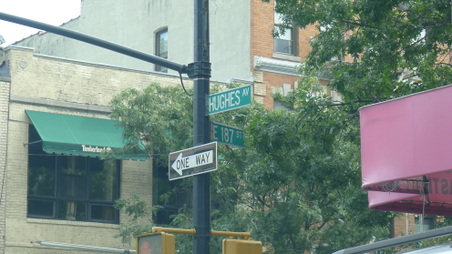 HUGHES AV
E 187 ST
ONE WAY